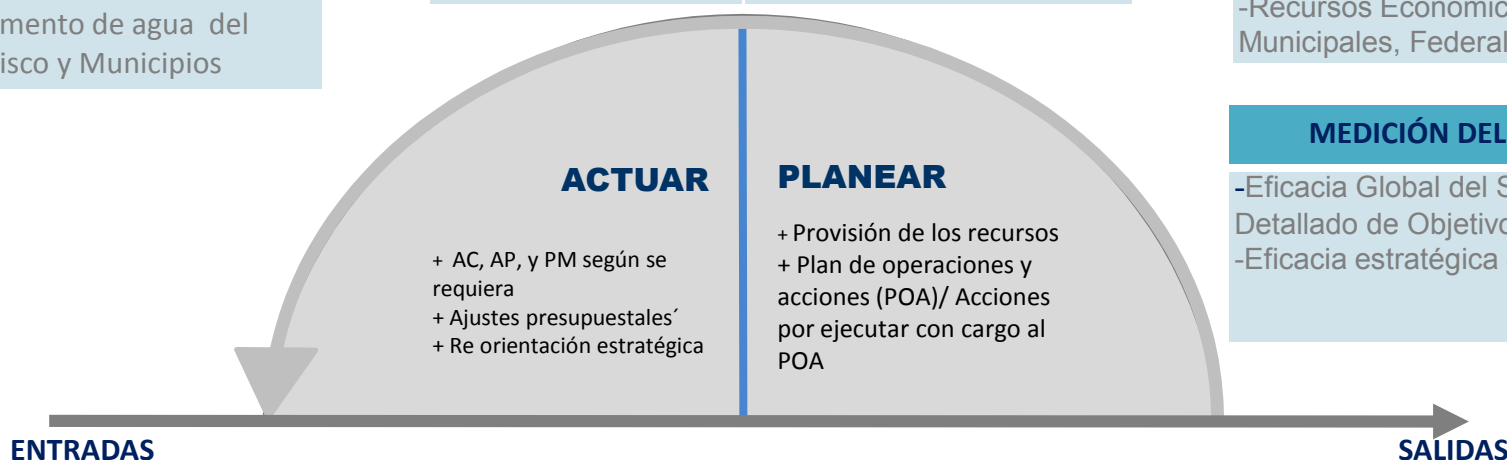 mento de agua del
isco y Municipios
-Recursos Económic
Municipales, Federal
MEDICIÓN DEL
-Eficacia Global del S
Detallado de Objetivo
-Eficacia estratégica
ACTUAR
+ AC, AP, y PM según se
requiera
+ Ajustes presupuestales´
+ Re orientación estratégica
PLANEAR
+ Provisión de los recursos
+ Plan de operaciones y
acciones (POA)/ Acciones
por ejecutar con cargo al
POA
ENTRADAS
SALIDAS